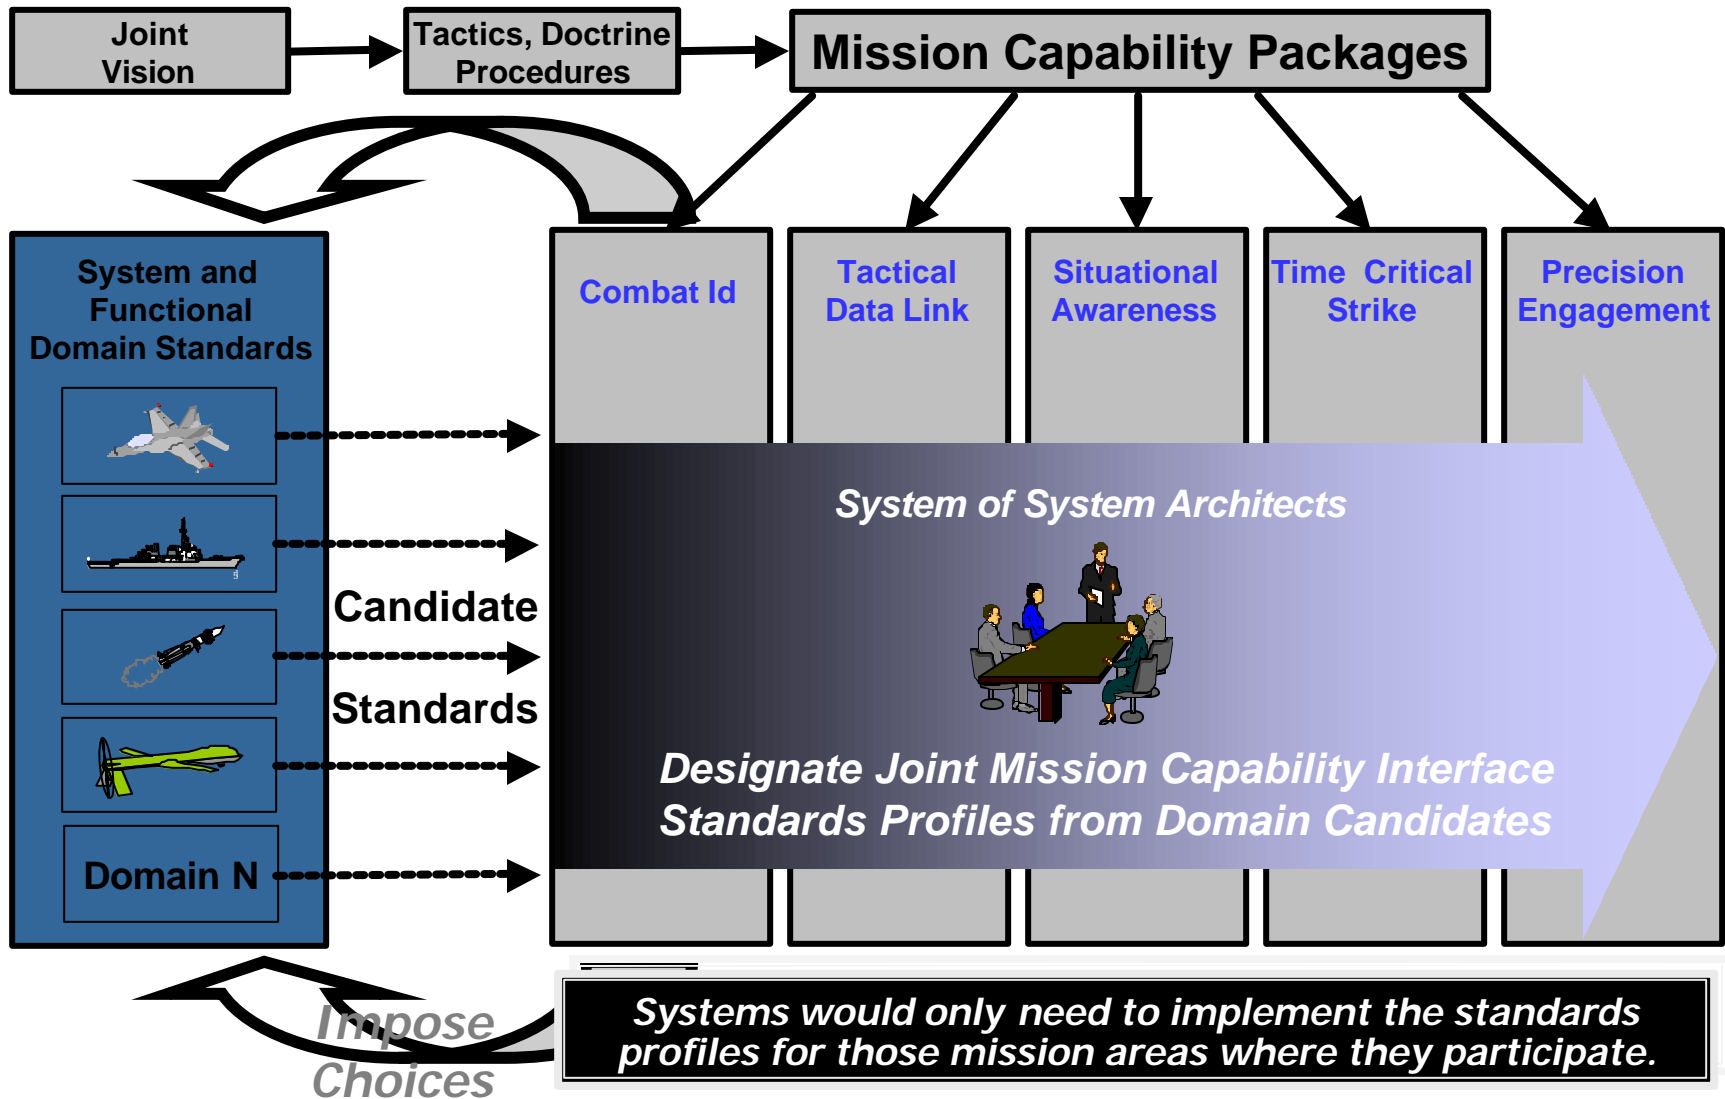 Joint
Vision
Tactics, Doctrine
Procedures
Mission Capability Packages
System and
Functional
Domain Standards
Combat Id
Tactical
Data Link
Situational
Awareness
Time Critical
Strike
Precision
Engagement
System of System Architects
Candidate
Standards
Designate Joint Mission Capability Interface
Standards Profiles from Domain Candidates
Domain N
Impose
Choices
Systems would only need to implement the standards
profiles for those mission areas where they participate.